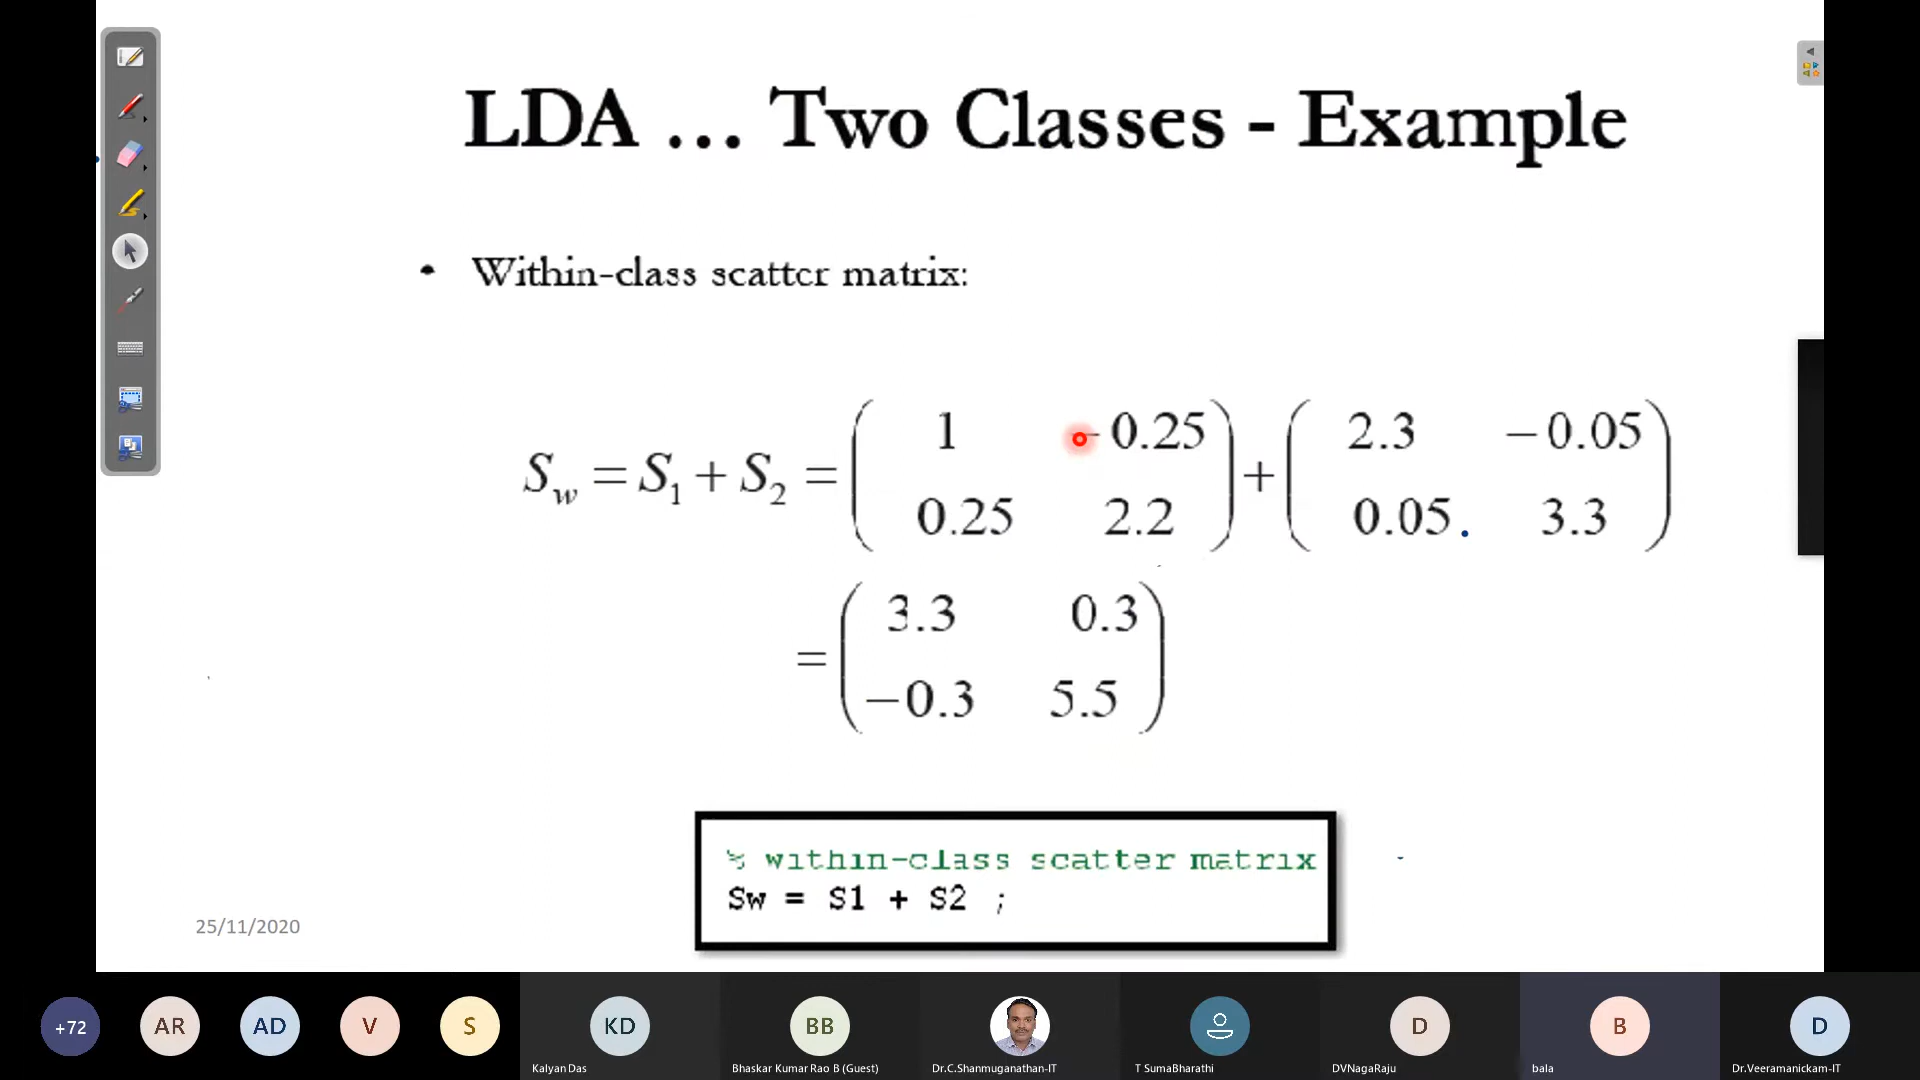 LDA ... Two Classes - Example
• Within-class scatter matrix:
S_w = S_1 + S_2 = ( 1 -0.25 ; 0.25 2.2 ) + ( 2.3 -0.05 ; 0.05 3.3 )
= ( 3.3 0.3 ; -0.3 5.5 )
% within-class scatter matrix
Sw = S1 + S2 ;
25/11/2020
+72 AR AD V S KD BB D B D
Kalyan Das Bhaskar Kumar Rao B (Guest) Dr.C.Shanmuganathan-IT T SumaBharathi DVNagaRaju bala Dr.Veeramanickam-IT